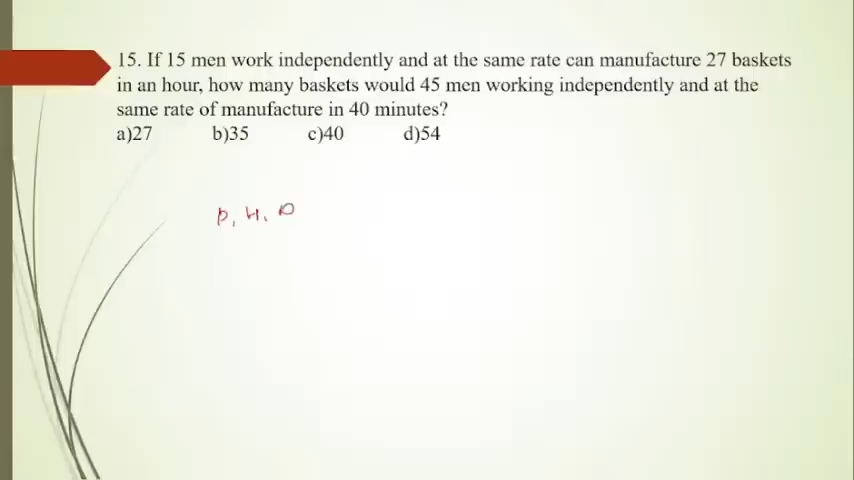 15. If 15 men work independently and at the same rate can manufacture 27 baskets
in an hour, how many baskets would 45 men working independently and at the
same rate of manufacture in 40 minutes?
a)27 b)35 c)40 d)54
P, H, D